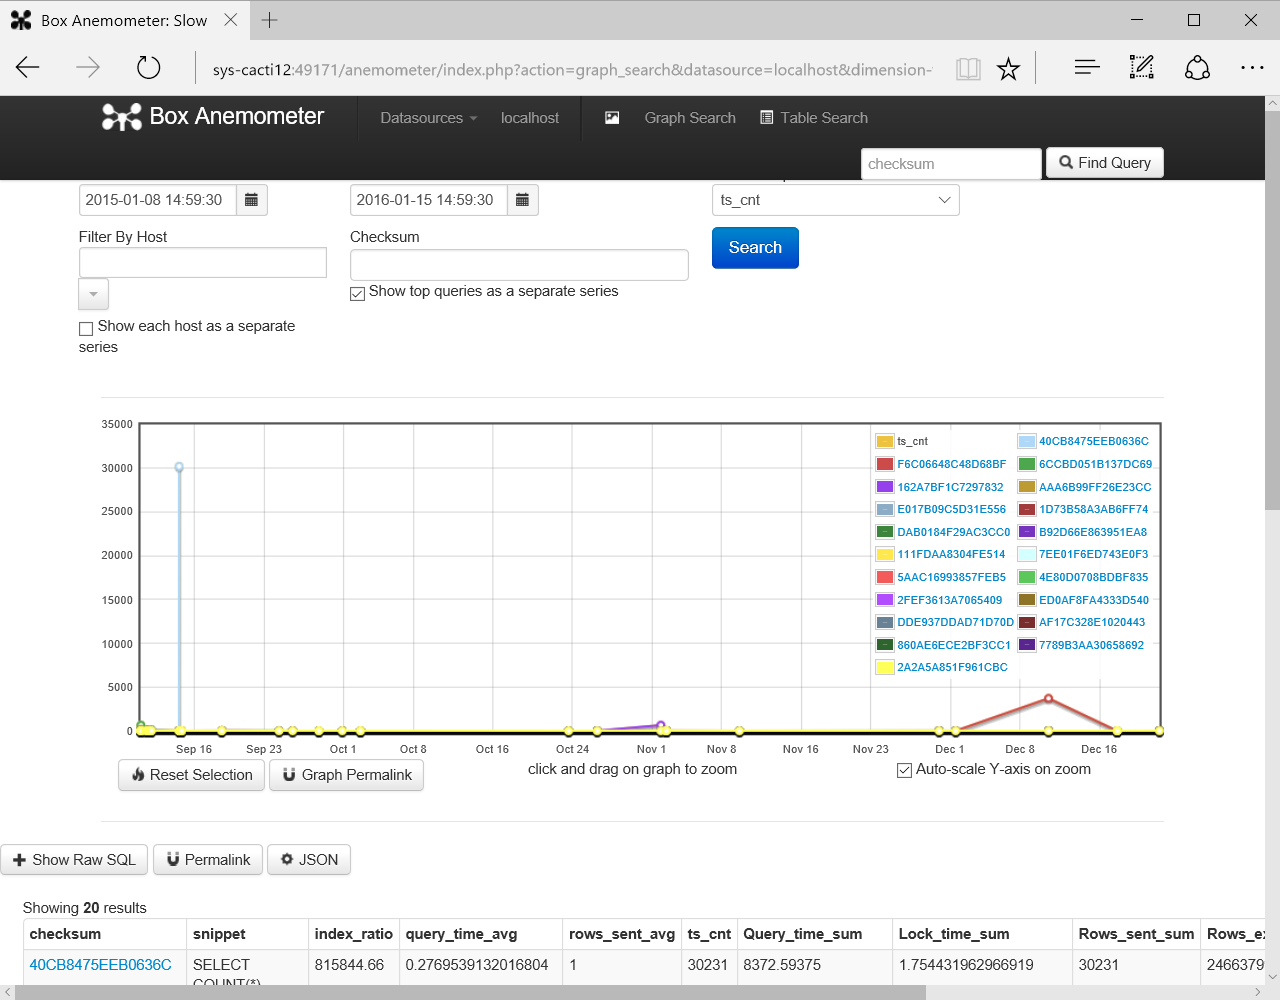 Box Anemometer: Slow
sys-cacti12:49171/anemometer/index.php?action=graph_search&datasource=localhost&dimension-
Box Anemometer Datasources localhost Graph Search Table Search
checksum Find Query
2015-01-08 14:59:30 2016-01-15 14:59:30 ts_cnt
Filter By Host Checksum Search
Show top queries as a separate series
Show each host as a separate
series
35000
30000
25000
20000
15000
10000
5000
0
ts_cnt 40CB8475EEB0636C
F6C06648C48D68BF 6CCBD051B137DC69
162A7BF1C7297832 AAA6B99FF26E23CC
E017B09C5D31E556 1D73B58A3AB6FF74
DAB0184F29AC3CC0 B92D66E863951EA8
111FDAA8304FE514 7EE01F6ED743E0F3
5AAC16993857FEB5 4E80D0708BDBF835
2FEF3613A7065409 ED0AF8FA4333D540
DDE937DDAD71D70D AF17C328E1020443
860AE6ECE2BF3CC1 7789B3AA30658692
2A2A5A851F961CBC
Sep 16 Sep 23 Oct 1 Oct 8 Oct 16 Oct 24 Nov 1 Nov 8 Nov 16 Nov 23 Dec 1 Dec 8 Dec 16
Reset Selection Graph Permalink click and drag on graph to zoom Auto-scale Y-axis on zoom
Show Raw SQL Permalink JSON
Showing 20 results
checksum snippet index_ratio query_time_avg rows_sent_avg ts_cnt Query_time_sum Lock_time_sum Rows_sent_sum Rows_ex
40CB8475EEB0636C SELECT 815844.66 0.2769539132016804 1 30231 8372.59375 1.754431962966919 30231 2466379
COUNT(*)